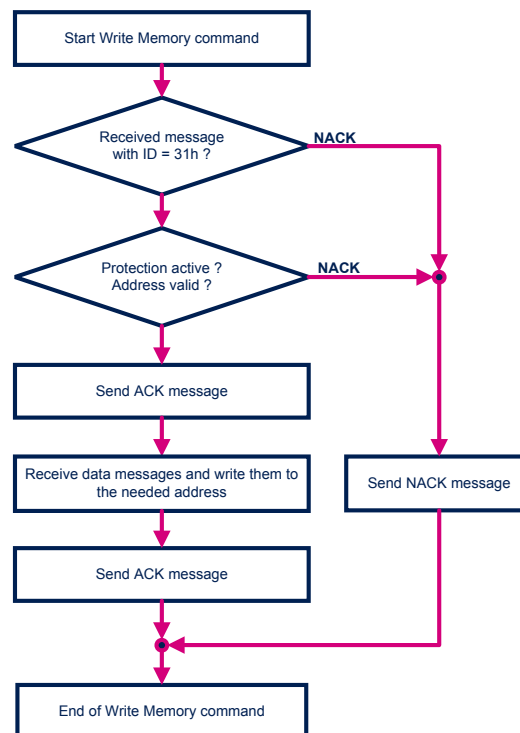 Start Write Memory command
Received message
with ID = 31h ?
NACK
Protection active ?
Address valid ?
NACK
Send ACK message
Receive data messages and write them to
the needed address
Send NACK message
Send ACK message
End of Write Memory command